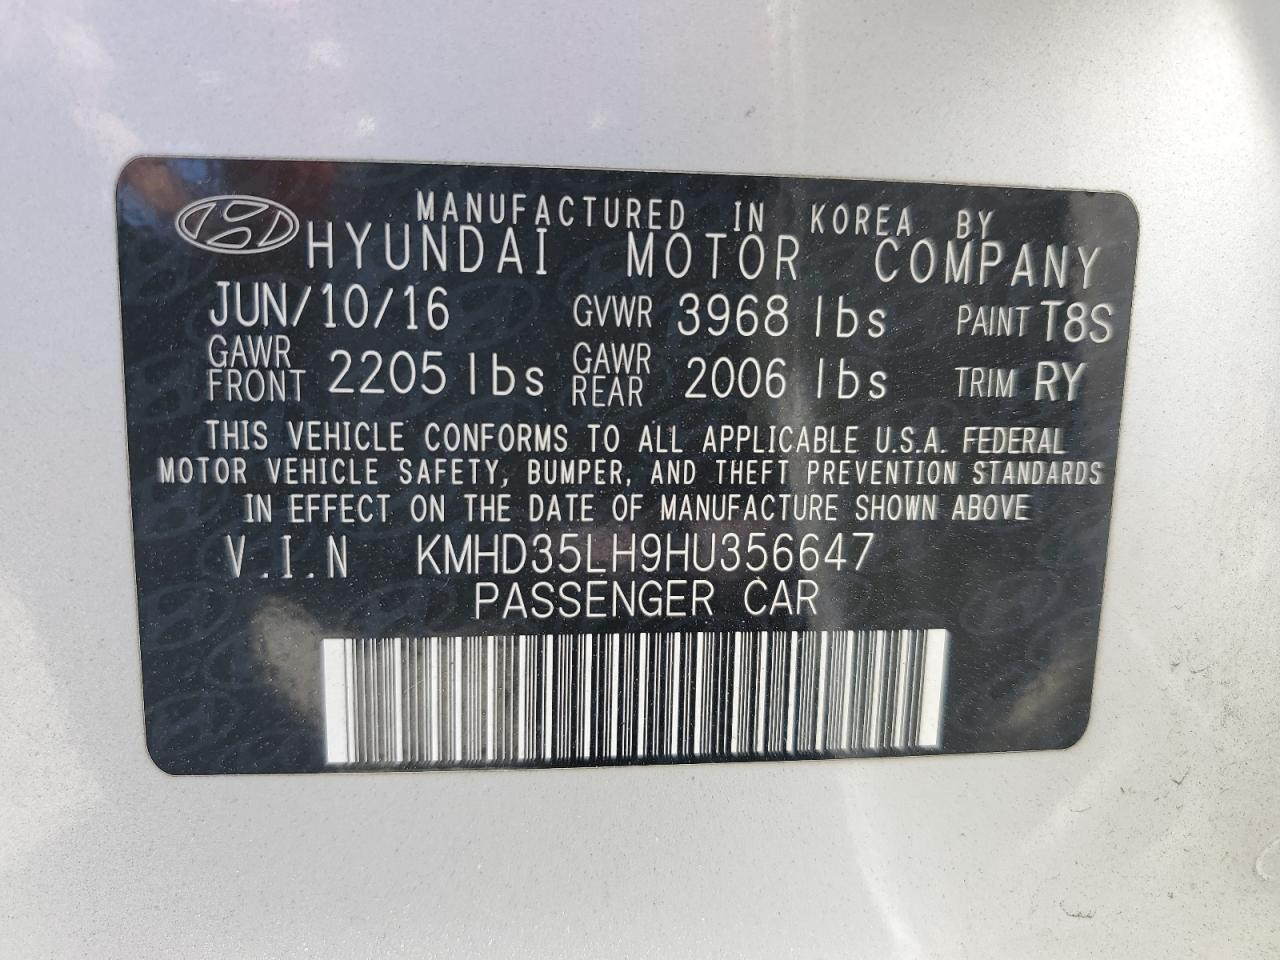 MANUFACTURED IN KOREA BY
HYUNDAI MOTOR COMPANY
JUN/10/16 GVWR 3968 lbs PAINT T8S
GAWR FRONT 2205 lbs GAWR REAR 2006 lbs TRIM RY
THIS VEHICLE CONFORMS TO ALL APPLICABLE U.S.A. FEDERAL
MOTOR VEHICLE SAFETY, BUMPER, AND THEFT PREVENTION STANDARDS
IN EFFECT ON THE DATE OF MANUFACTURE SHOWN ABOVE
V.I.N KMHD35LH9HU356647
PASSENGER CAR